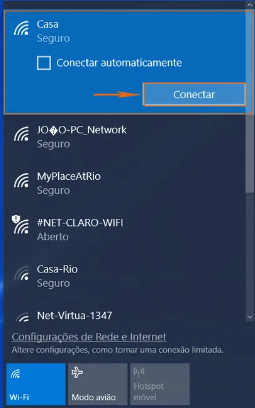 Casa
Seguro
Conectar automaticamente
Conectar
JO�O-PC_Network
Seguro
MyPlaceAtRio
Seguro
#NET-CLARO-WIFI
Aberto
Casa-Rio
Seguro
Net-Virtua-1347
Configurações de Rede e Internet
Altere configurações, como tornar uma conexão limitada.
Wi-Fi
Modo avião
Hotspot
móvel